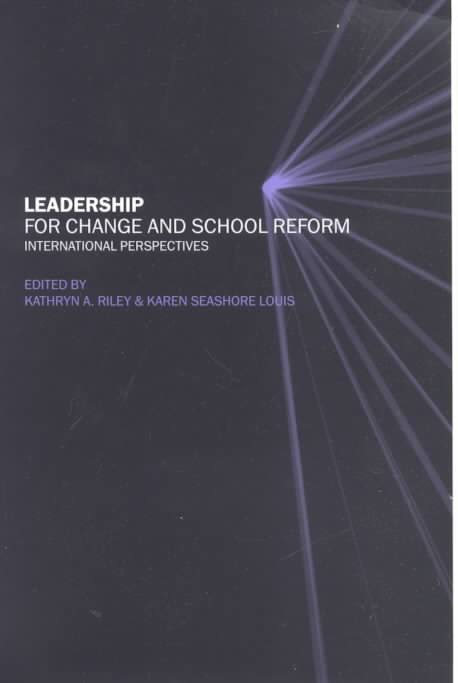 LEADERSHIP
FOR CHANGE AND SCHOOL REFORM
INTERNATIONAL PERSPECTIVES
EDITED BY
KATHRYN A. RILEY & KAREN SEASHORE LOUIS